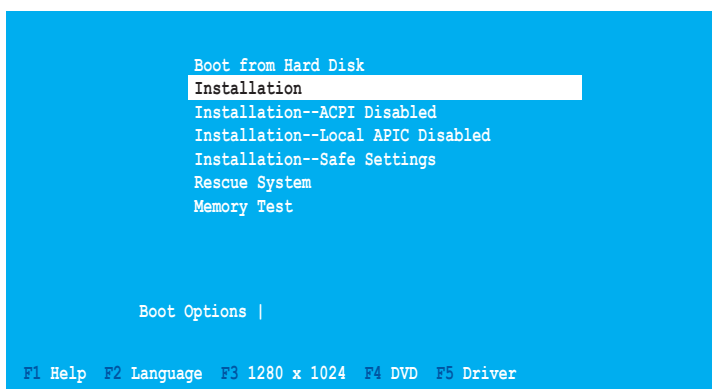 Boot from Hard Disk
Installation
Installation--ACPI Disabled
Installation--Local APIC Disabled
Installation--Safe Settings
Rescue System
Memory Test
Boot Options |
F1 Help F2 Language F3 1280 x 1024 F4 DVD F5 Driver